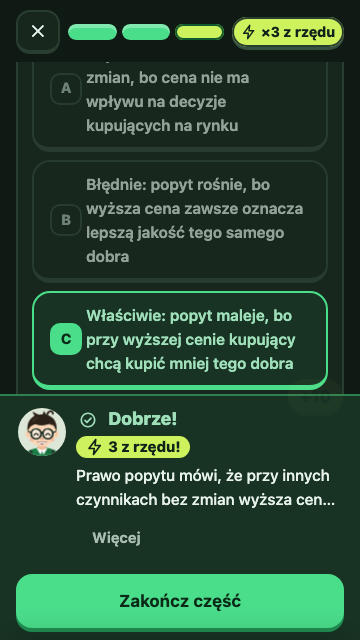 ×3 z rzędu
A
zmian, bo cena nie ma
wpływu na decyzje
kupujących na rynku
B
Błędnie: popyt rośnie, bo
wyższa cena zawsze oznacza
lepszą jakość tego samego
dobra
C
Właściwie: popyt maleje, bo
przy wyższej cenie kupujący
chcą kupić mniej tego dobra
Dobrze!
3 z rzędu!
Prawo popytu mówi, że przy innych
czynnikach bez zmian wyższa cen...
Więcej
Zakończ część